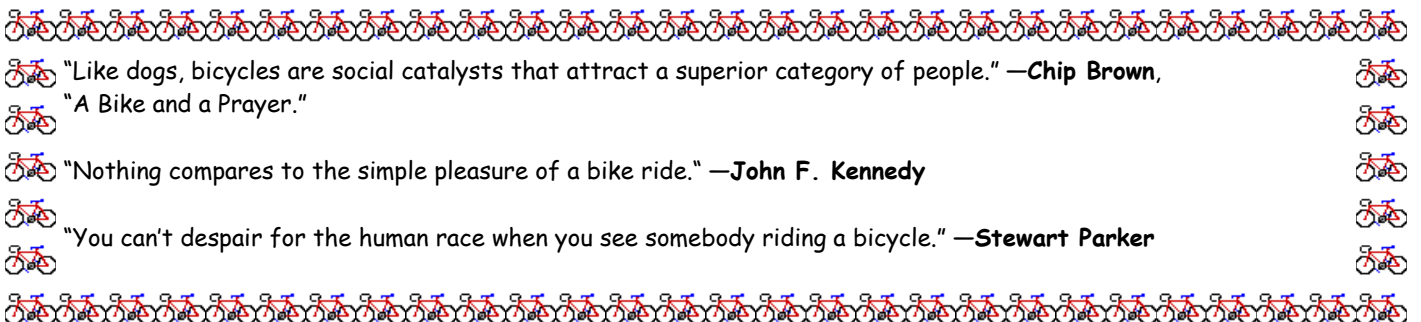 “Like dogs, bicycles are social catalysts that attract a superior category of people.” —Chip Brown,
“A Bike and a Prayer.”
“Nothing compares to the simple pleasure of a bike ride.“ —John F. Kennedy
“You can’t despair for the human race when you see somebody riding a bicycle.” —Stewart Parker